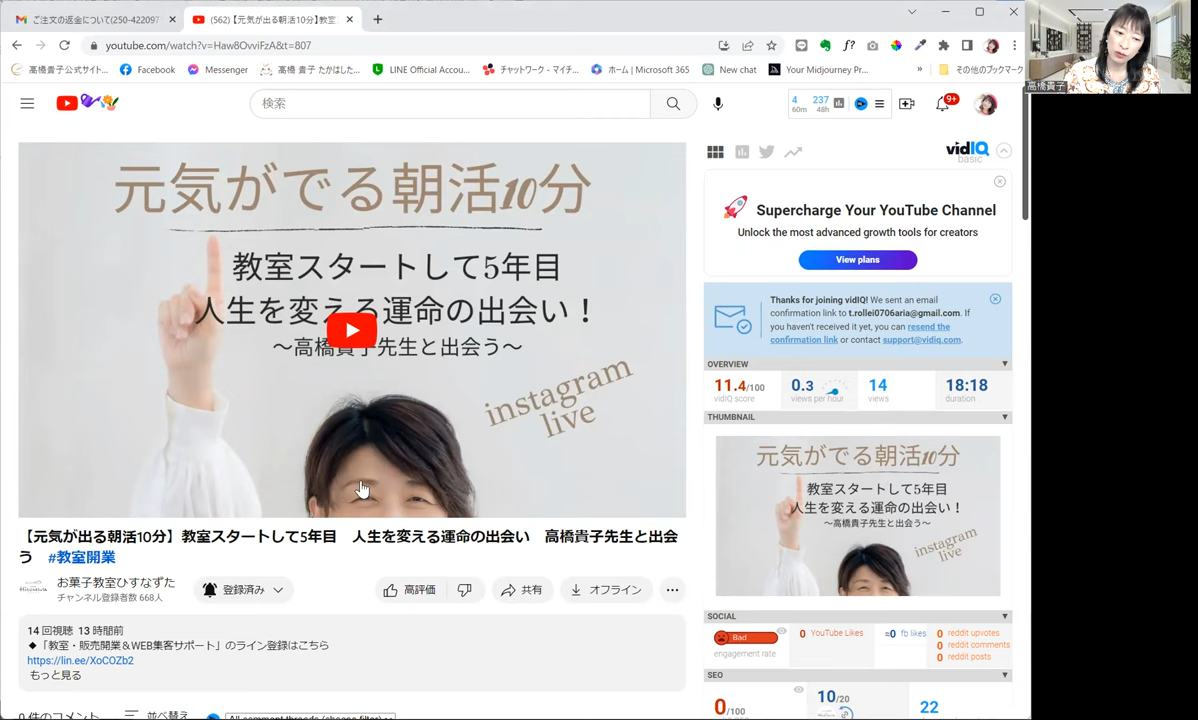 ご注文の返金について(250-422097
(562)【元気が出る朝活10分】教室
youtube.com/watch?v=Haw8OvviFzA&t=807
高橋貴子公式サイト...
Facebook
Messenger
高橋 貴子 たかはした...
LINE Official Accou...
チャットワーク - マイチ...
ホーム | Microsoft 365
New chat
Your Midjourney Pr...
»
その他のブックマーク
高橋貴子
検索
4
60m
237
48h
9+
元気がでる朝活10分
教室スタートして5年目
人生を変える運命の出会い！
～高橋貴子先生と出会う～
instagram
live
【元気が出る朝活10分】教室スタートして5年目 人生を変える運命の出会い 高橋貴子先生と出会
う #教室開業
お菓子教室ひすなずた
チャンネル登録者数 668人
登録済み
高評価
共有
オフライン
14 回視聴 13 時間前
◆「教室・販売開業＆WEB集客サポート」のライン登録はこちら
https://lin.ee/XoCOZb2
もっと見る
0 件のコメント
並べ替え
All comment threads (choose filter)
vidIQ
basic
Supercharge Your YouTube Channel
Unlock the most advanced growth tools for creators
View plans
Thanks for joining vidIQ! We sent an email
confirmation link to t.rollei0706aria@gmail.com. If
you haven't received it yet, you can resend the
confirmation link or contact support@vidiq.com.
OVERVIEW
11.4/100
vidIQ score
0.3
views per hour
14
views
18:18
duration
THUMBNAIL
元気がでる朝活10分
教室スタートして5年目
人生を変える運命の出会い！
～高橋貴子先生と出会う～
instagram
live
SOCIAL
Bad
engagement rate
0 YouTube Likes
≈0 fb likes
0 reddit upvotes
0 reddit comments
0 reddit posts
SEO
0/100
10/20
22